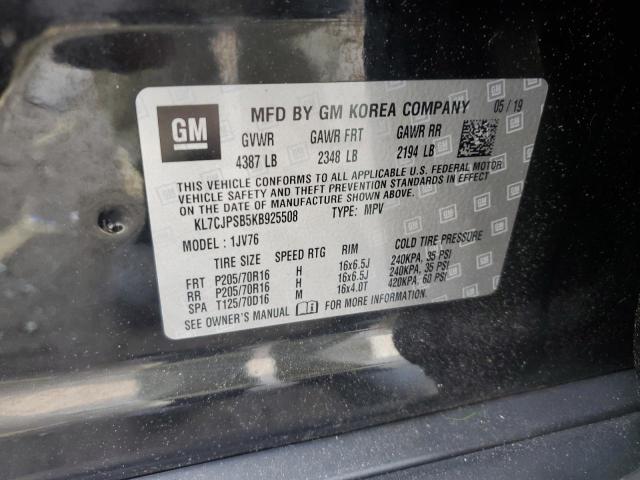 GM MFD BY GM KOREA COMPANY 05/19
GVWR GAWR FRT GAWR RR
4387 LB 2348 LB 2194 LB
THIS VEHICLE CONFORMS TO ALL APPLICABLE U.S. FEDERAL MOTOR
VEHICLE SAFETY AND THEFT PREVENTION STANDARDS IN EFFECT ON
THE DATE OF MANUFACTURE SHOWN ABOVE.
KL7CJPSB5KB925508 TYPE: MPV
MODEL: 1JV76
TIRE SIZE SPEED RTG RIM COLD TIRE PRESSURE
FRT P205/70R16 H 16x6.5J 240KPA, 35 PSI
RR P205/70R16 H 16x6.5J 240KPA, 35 PSI
SPA T125/70D16 M 16x4.0T 420KPA, 60 PSI
SEE OWNER'S MANUAL FOR MORE INFORMATION.